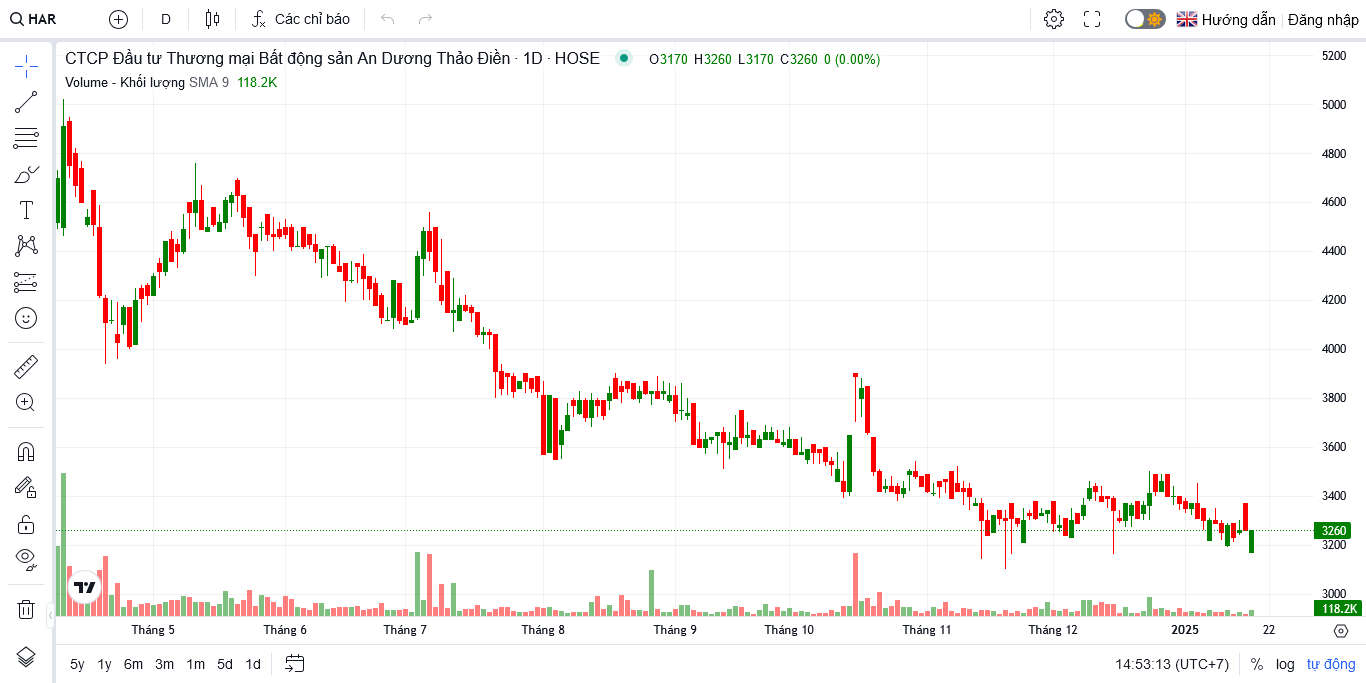 HAR D Các chỉ báo Hướng dẫn Đăng nhập
CTCP Đầu tư Thương mại Bất động sản An Dương Thảo Điền · 1D · HOSE O3170 H3260 L3170 C3260 0 (0.00%)
Volume - Khối lượng SMA 9 118.2K
5200
5000
4800
4600
4400
4200
4000
3800
3600
3400
3260
3200
3000
118.2K
Tháng 5 Tháng 6 Tháng 7 Tháng 8 Tháng 9 Tháng 10 Tháng 11 Tháng 12 2025 22
5y 1y 6m 3m 1m 5d 1d 14:53:13 (UTC+7) % log tự động